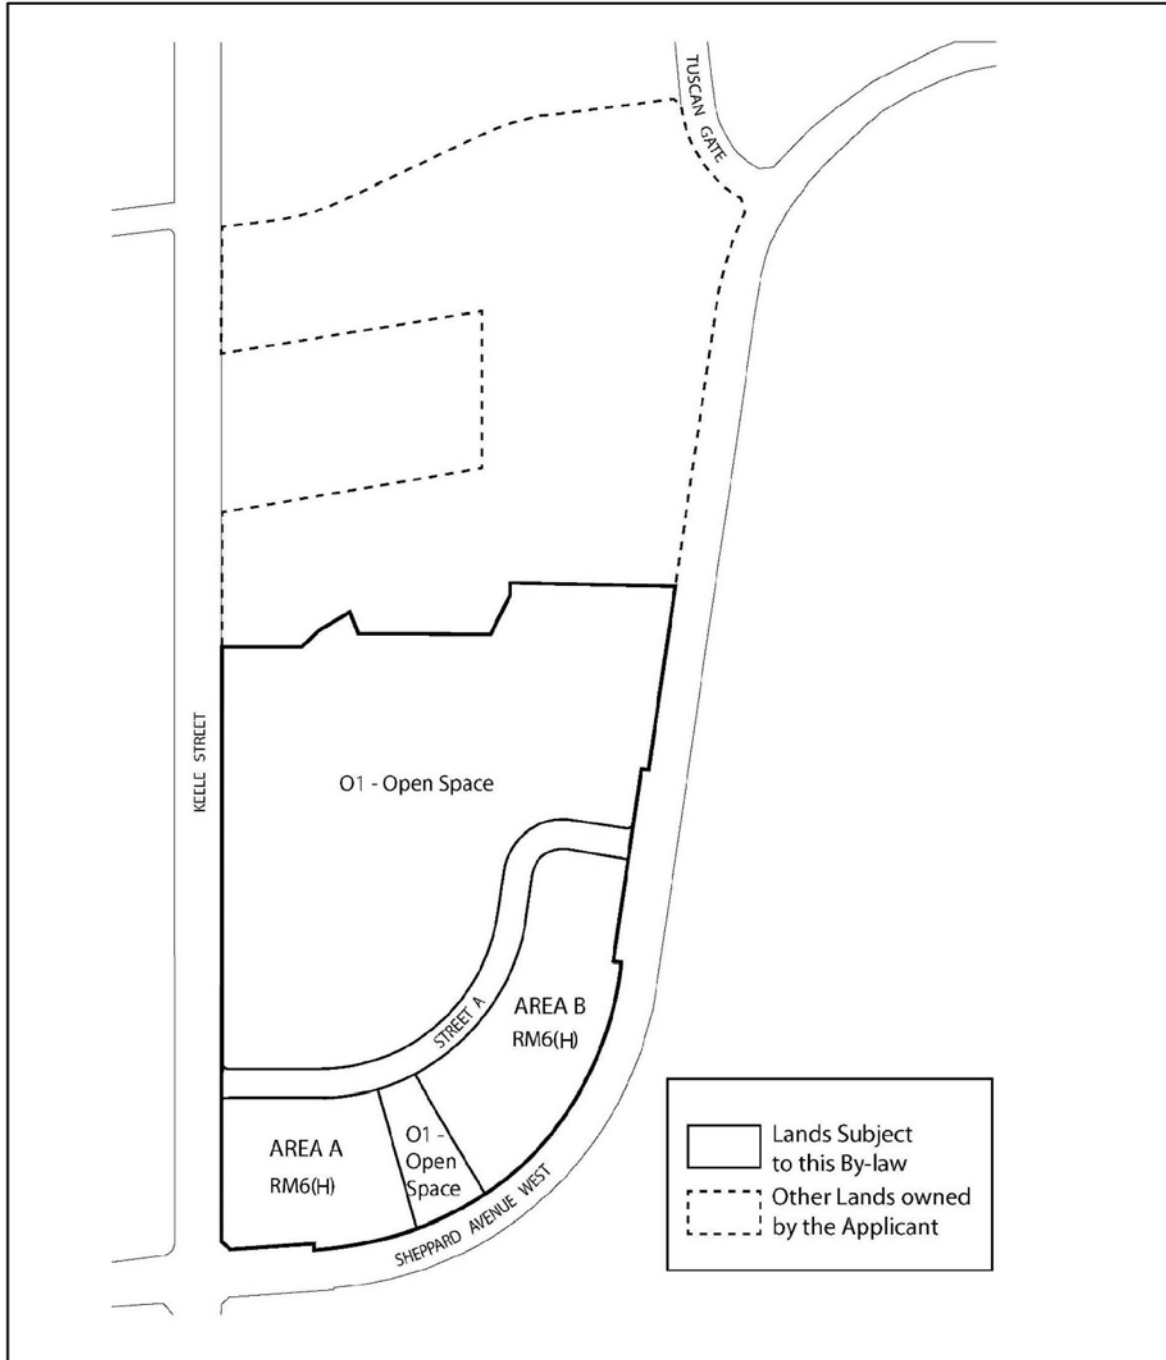 TUSCAN GATE
KEELE STREET
O1 - Open Space
STREET A
AREA B
RM6(H)
AREA A
RM6(H)
O1 -
Open
Space
SHEPPARD AVENUE WEST
Lands Subject
to this By-law
Other Lands owned
by the Applicant